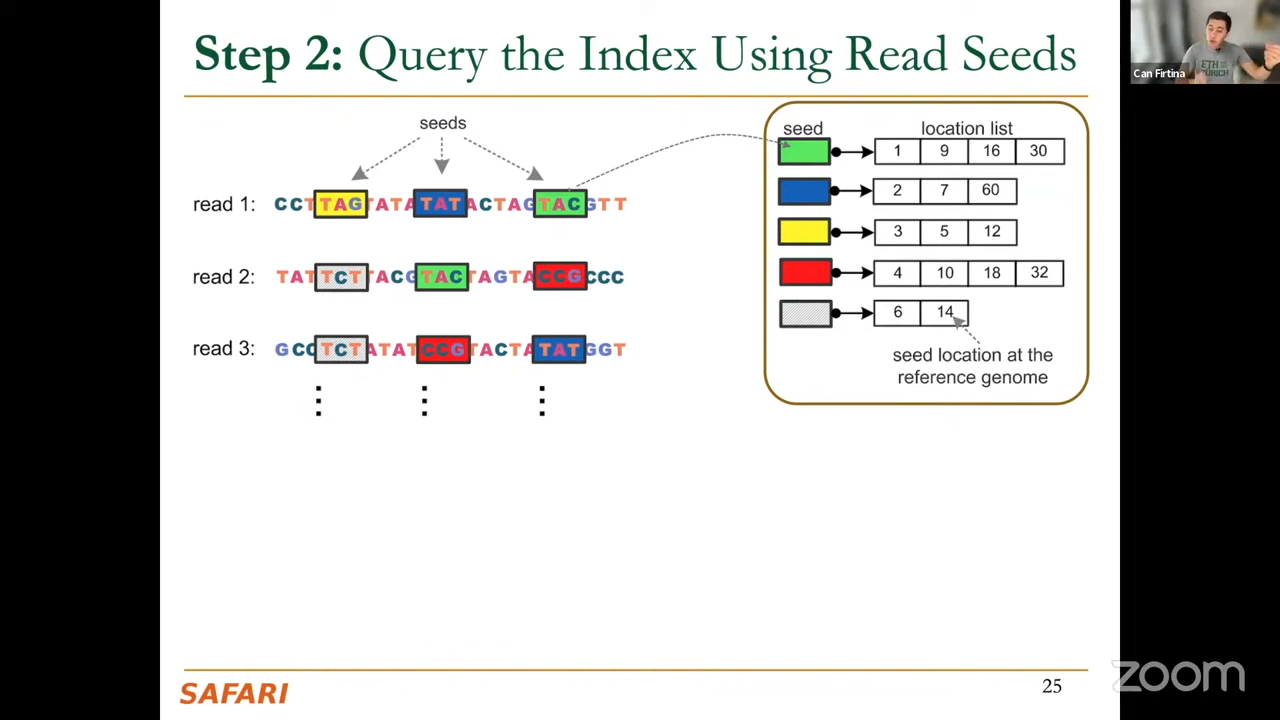 Step 2: Query the Index Using Read Seeds
Can Firtina
ETH
ZURICH
seeds
read 1: CCTTAGTATATATACTAGTACGTT
read 2: TATTCTTACGTACTAGTACCGCCC
read 3: GCCTCTATATCCGTACTATATGGT
seed location list
1 9 16 30
2 7 60
3 5 12
4 10 18 32
6 14
seed location at the
reference genome
SAFARI
25
zoom